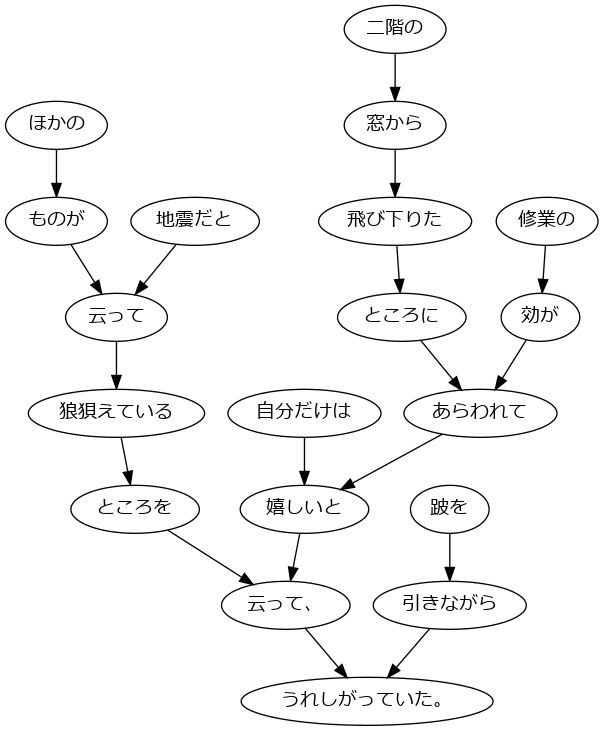 二階の
ほかの
窓から
ものが
地震だと
飛び下りた
修業の
云って
ところに
効が
狼狽えている
自分だけは
あらわれて
ところを
嬉しいと
跛を
云って、
引きながら
うれしがっていた。